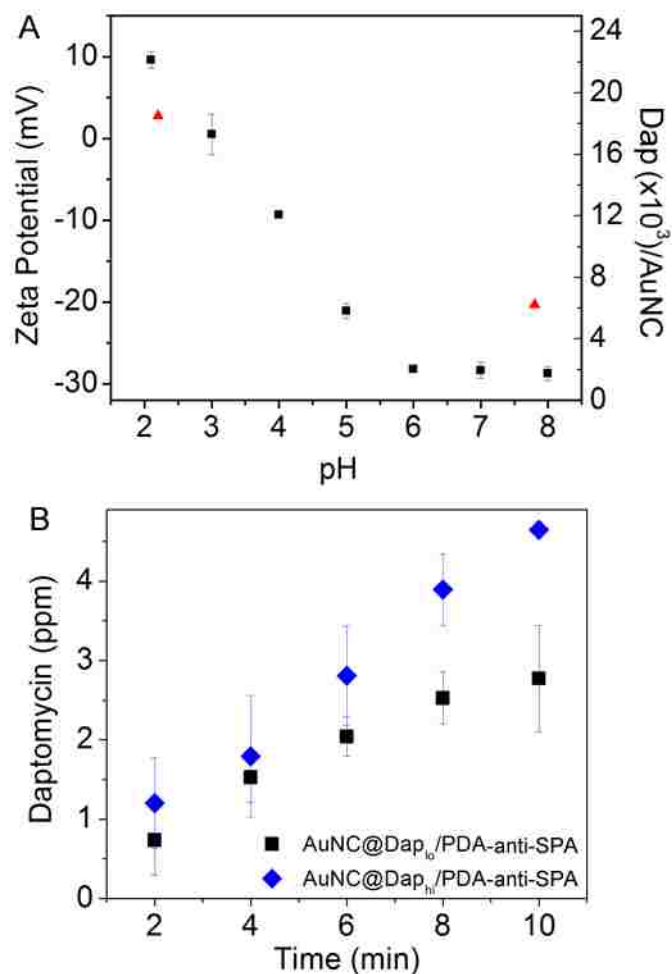 A
Zeta Potential (mV)
10
0
-10
-20
-30
24
20
16
12
8
4
0
Dap (x10³)/AuNC
2 3 4 5 6 7 8
pH
B
Daptomycin (ppm)
4
3
2
1
0
AuNC@Dap_lo/PDA-anti-SPA
AuNC@Dap_hi/PDA-anti-SPA
2 4 6 8 10
Time (min)